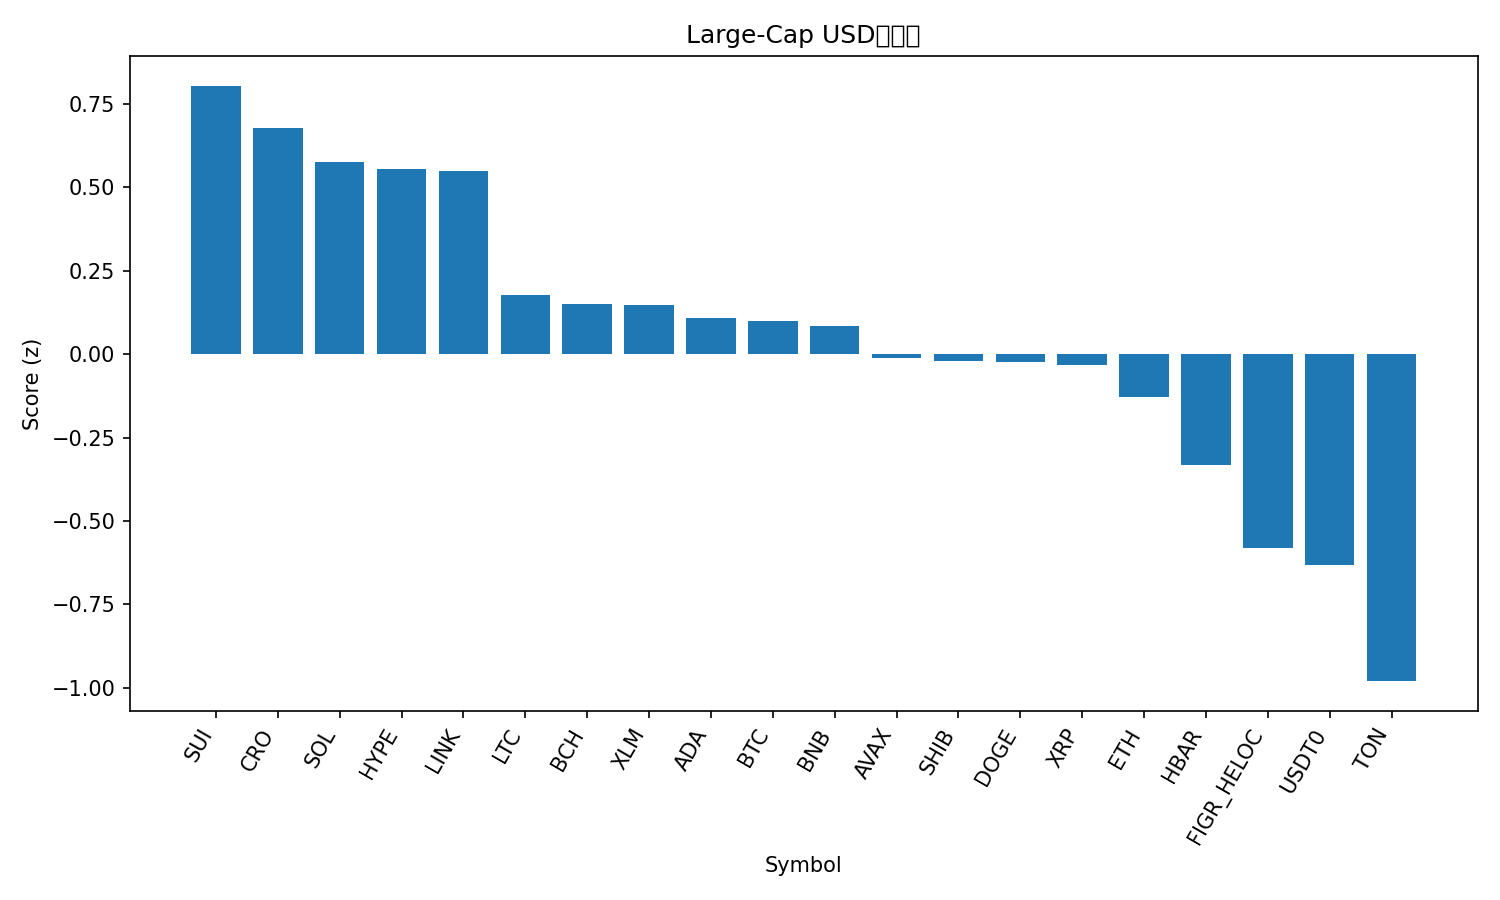 Large-Cap USD
0.75
0.50
0.25
0.00
−0.25
−0.50
−0.75
−1.00
Score (z)
SUI
CRO
SOL
HYPE
LINK
LTC
BCH
XLM
ADA
BTC
BNB
AVAX
SHIB
DOGE
XRP
ETH
HBAR
FIGR_HELOC
USDT0
TON
Symbol